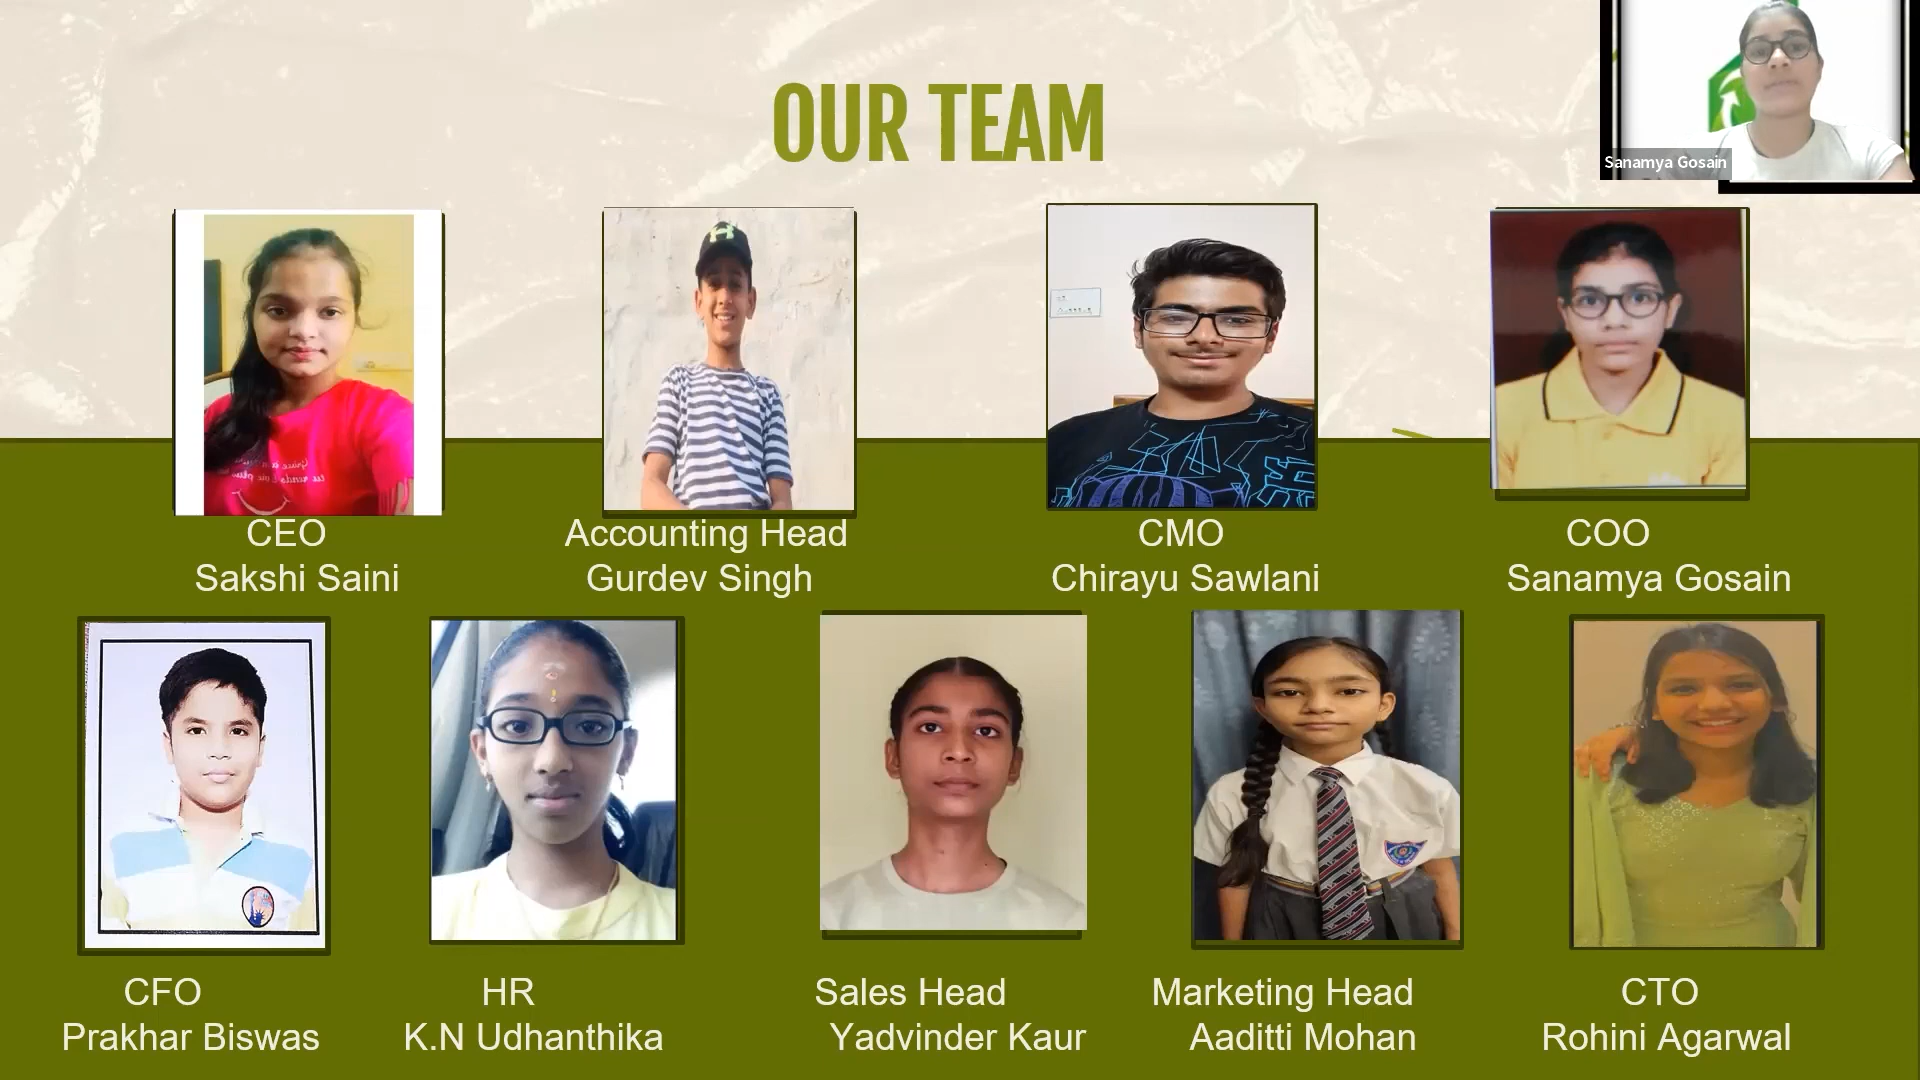 OUR TEAM
Sanamya Gosain
CEO
Sakshi Saini
Accounting Head
Gurdev Singh
CMO
Chirayu Sawlani
COO
Sanamya Gosain
CFO
Prakhar Biswas
HR
K.N Udhanthika
Sales Head
Yadvinder Kaur
Marketing Head
Aaditti Mohan
CTO
Rohini Agarwal